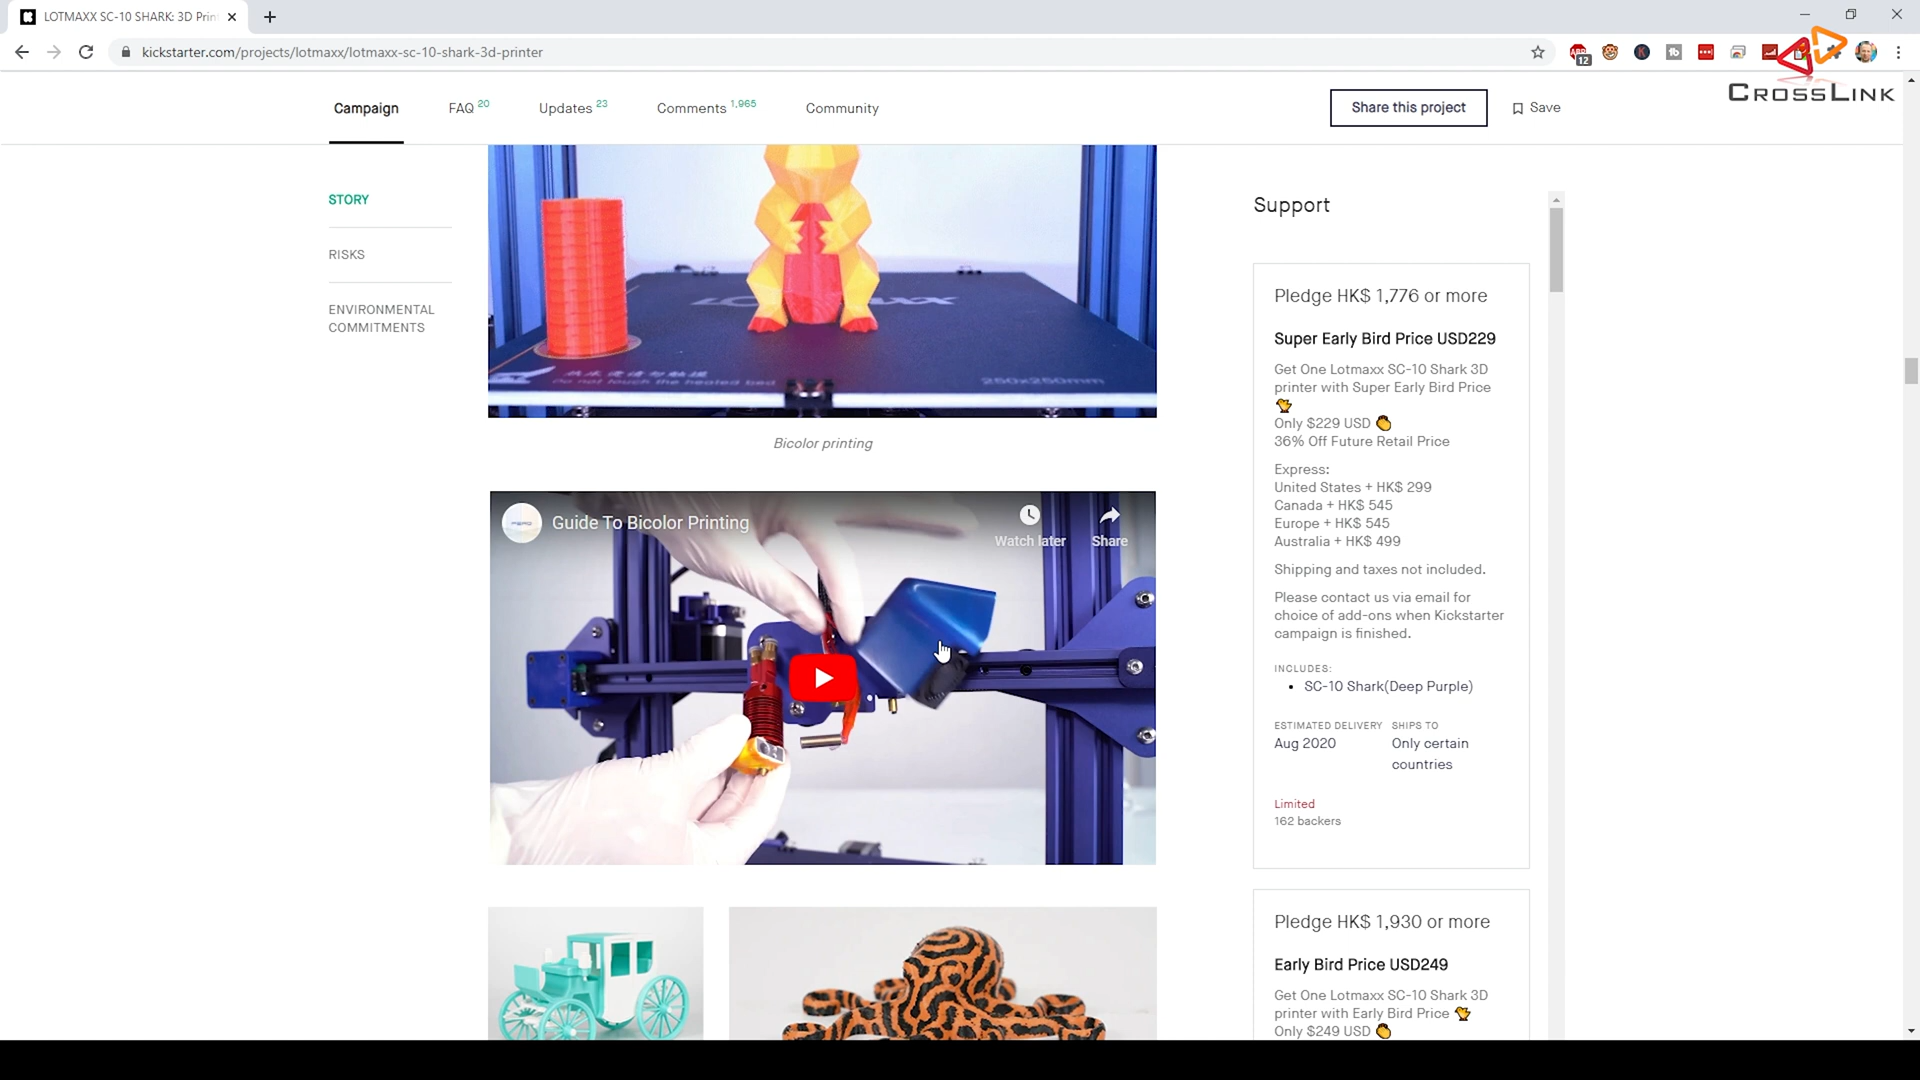 LOTMAXX SC-10 SHARK: 3D Prin
kickstarter.com/projects/lotmaxx/lotmaxx-sc-10-shark-3d-printer
12
CROSSLINK
Campaign
FAQ 20
Updates 23
Comments 1,965
Community
Share this project
Save
STORY
RISKS
ENVIRONMENTAL
COMMITMENTS
Do not touch the heated bed
250x250mm
Bicolor printing
Guide To Bicolor Printing
Watch later
Share
Support
Pledge HK$ 1,776 or more
Super Early Bird Price USD229
Get One Lotmaxx SC-10 Shark 3D
printer with Super Early Bird Price
🐤
Only $229 USD 👏
36% Off Future Retail Price
Express:
United States + HK$ 299
Canada + HK$ 545
Europe + HK$ 545
Australia + HK$ 499
Shipping and taxes not included.
Please contact us via email for
choice of add-ons when Kickstarter
campaign is finished.
INCLUDES:
• SC-10 Shark(Deep Purple)
ESTIMATED DELIVERY
Aug 2020
SHIPS TO
Only certain
countries
Limited
162 backers
Pledge HK$ 1,930 or more
Early Bird Price USD249
Get One Lotmaxx SC-10 Shark 3D
printer with Early Bird Price 🐤
Only $249 USD 👏